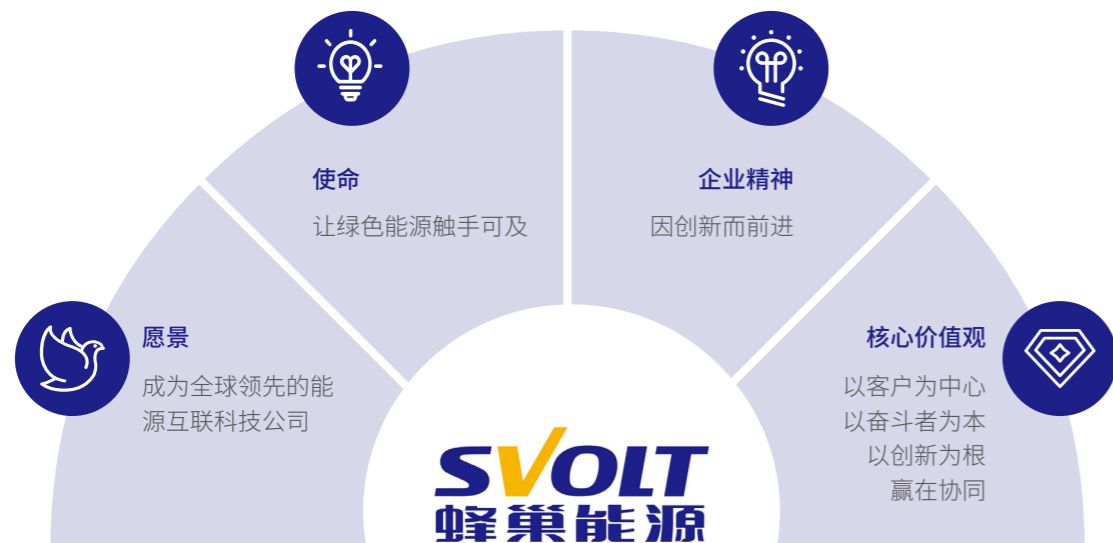 使命
让绿色能源触手可及
企业精神
因创新而前进
愿景
成为全球领先的能
源互联科技公司
核心价值观
以客户为中心
以奋斗者为本
以创新为根
赢在协同
SVOLT
蜂巢能源